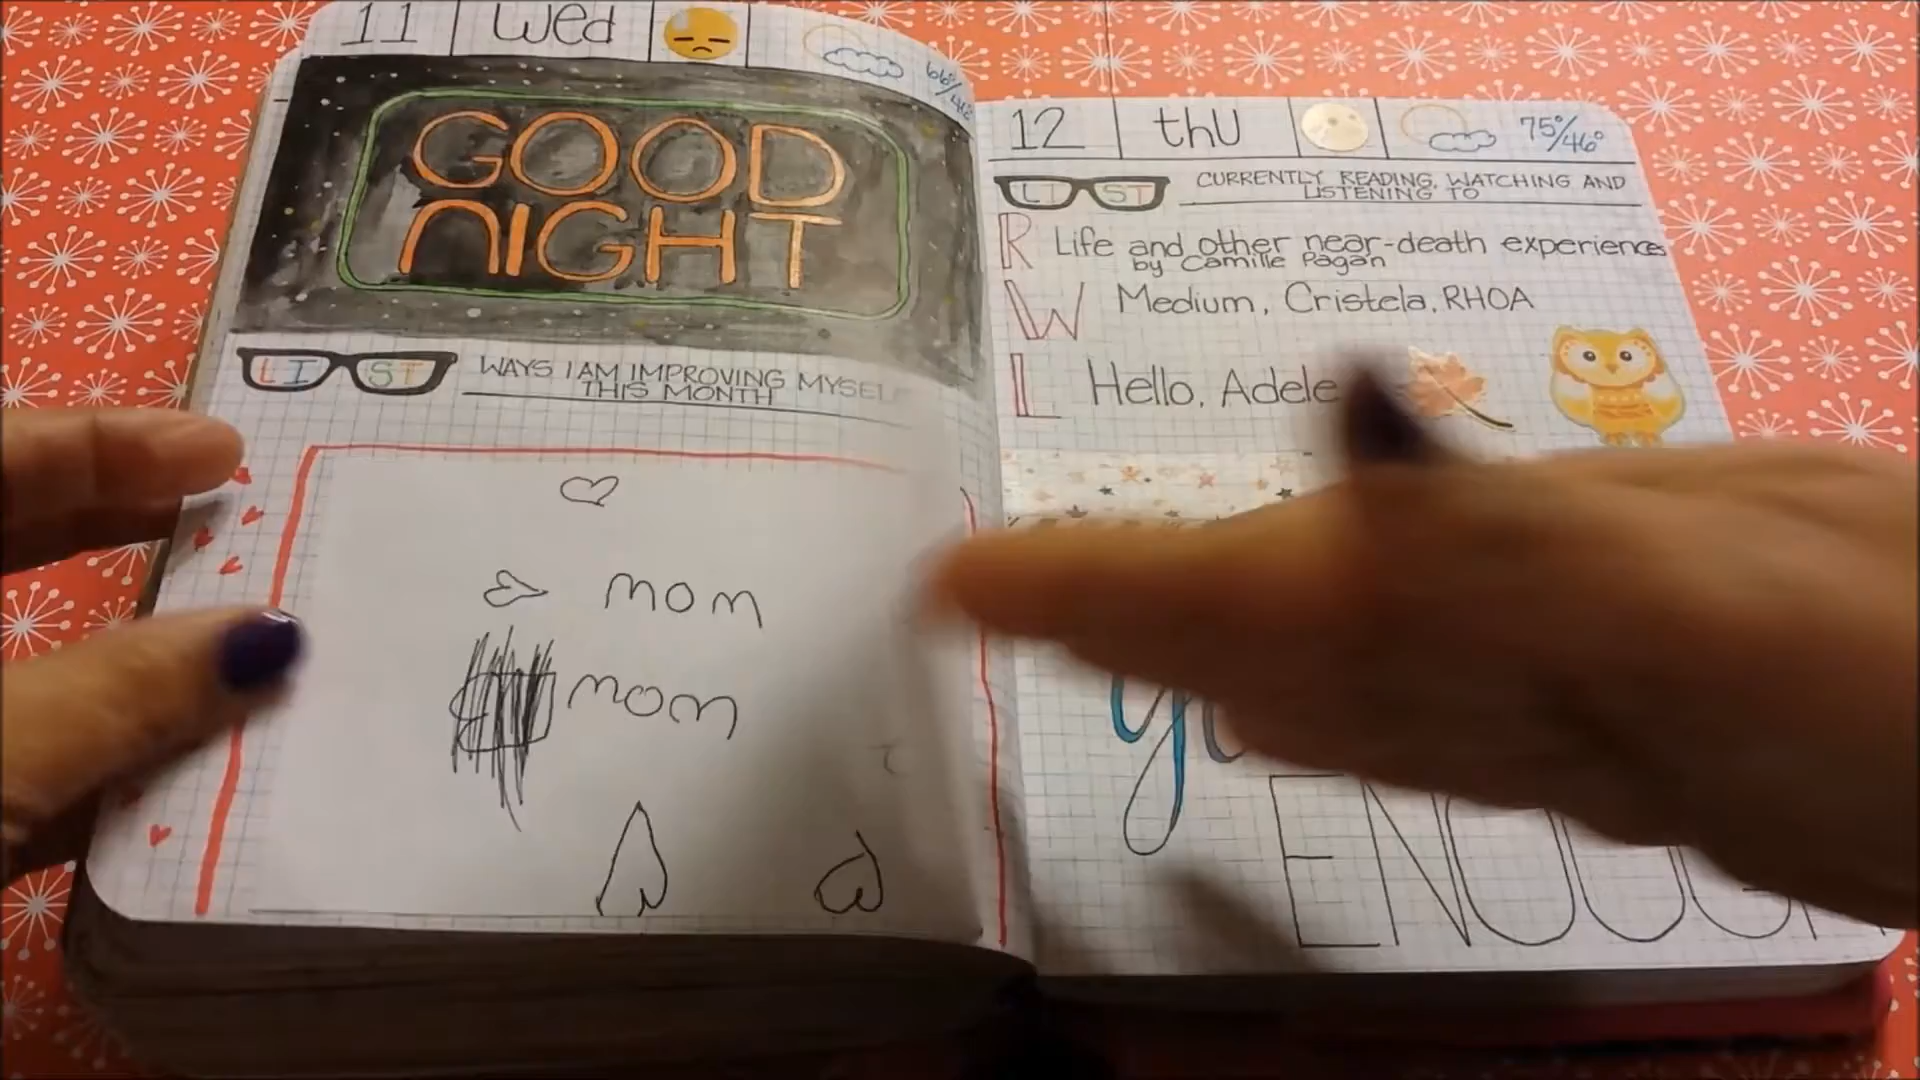 11 wed
66°/46°
GOOD
NIGHT
LIST WAYS I AM IMPROVING MYSELF
THIS MONTH
mom
mom
12 thU 75°/46°
LIST CURRENTLY READING, WATCHING AND
LISTENING TO
R Life and other near-death experiences
by Camille Pagan
W Medium, Cristela, RHOA
L Hello, Adele